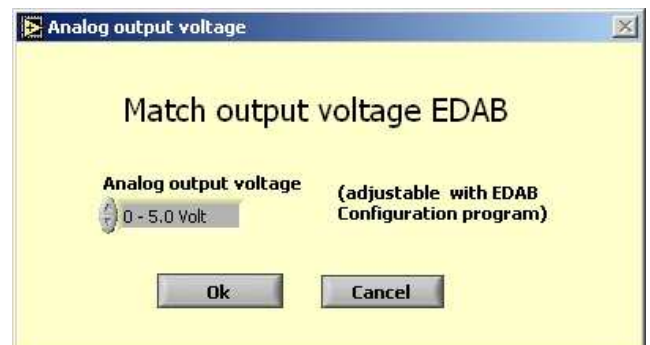 Analog output voltage
Match output voltage EDAB
Analog output voltage
0 - 5.0 Volt
(adjustable with EDAB
Configuration program)
Ok
Cancel